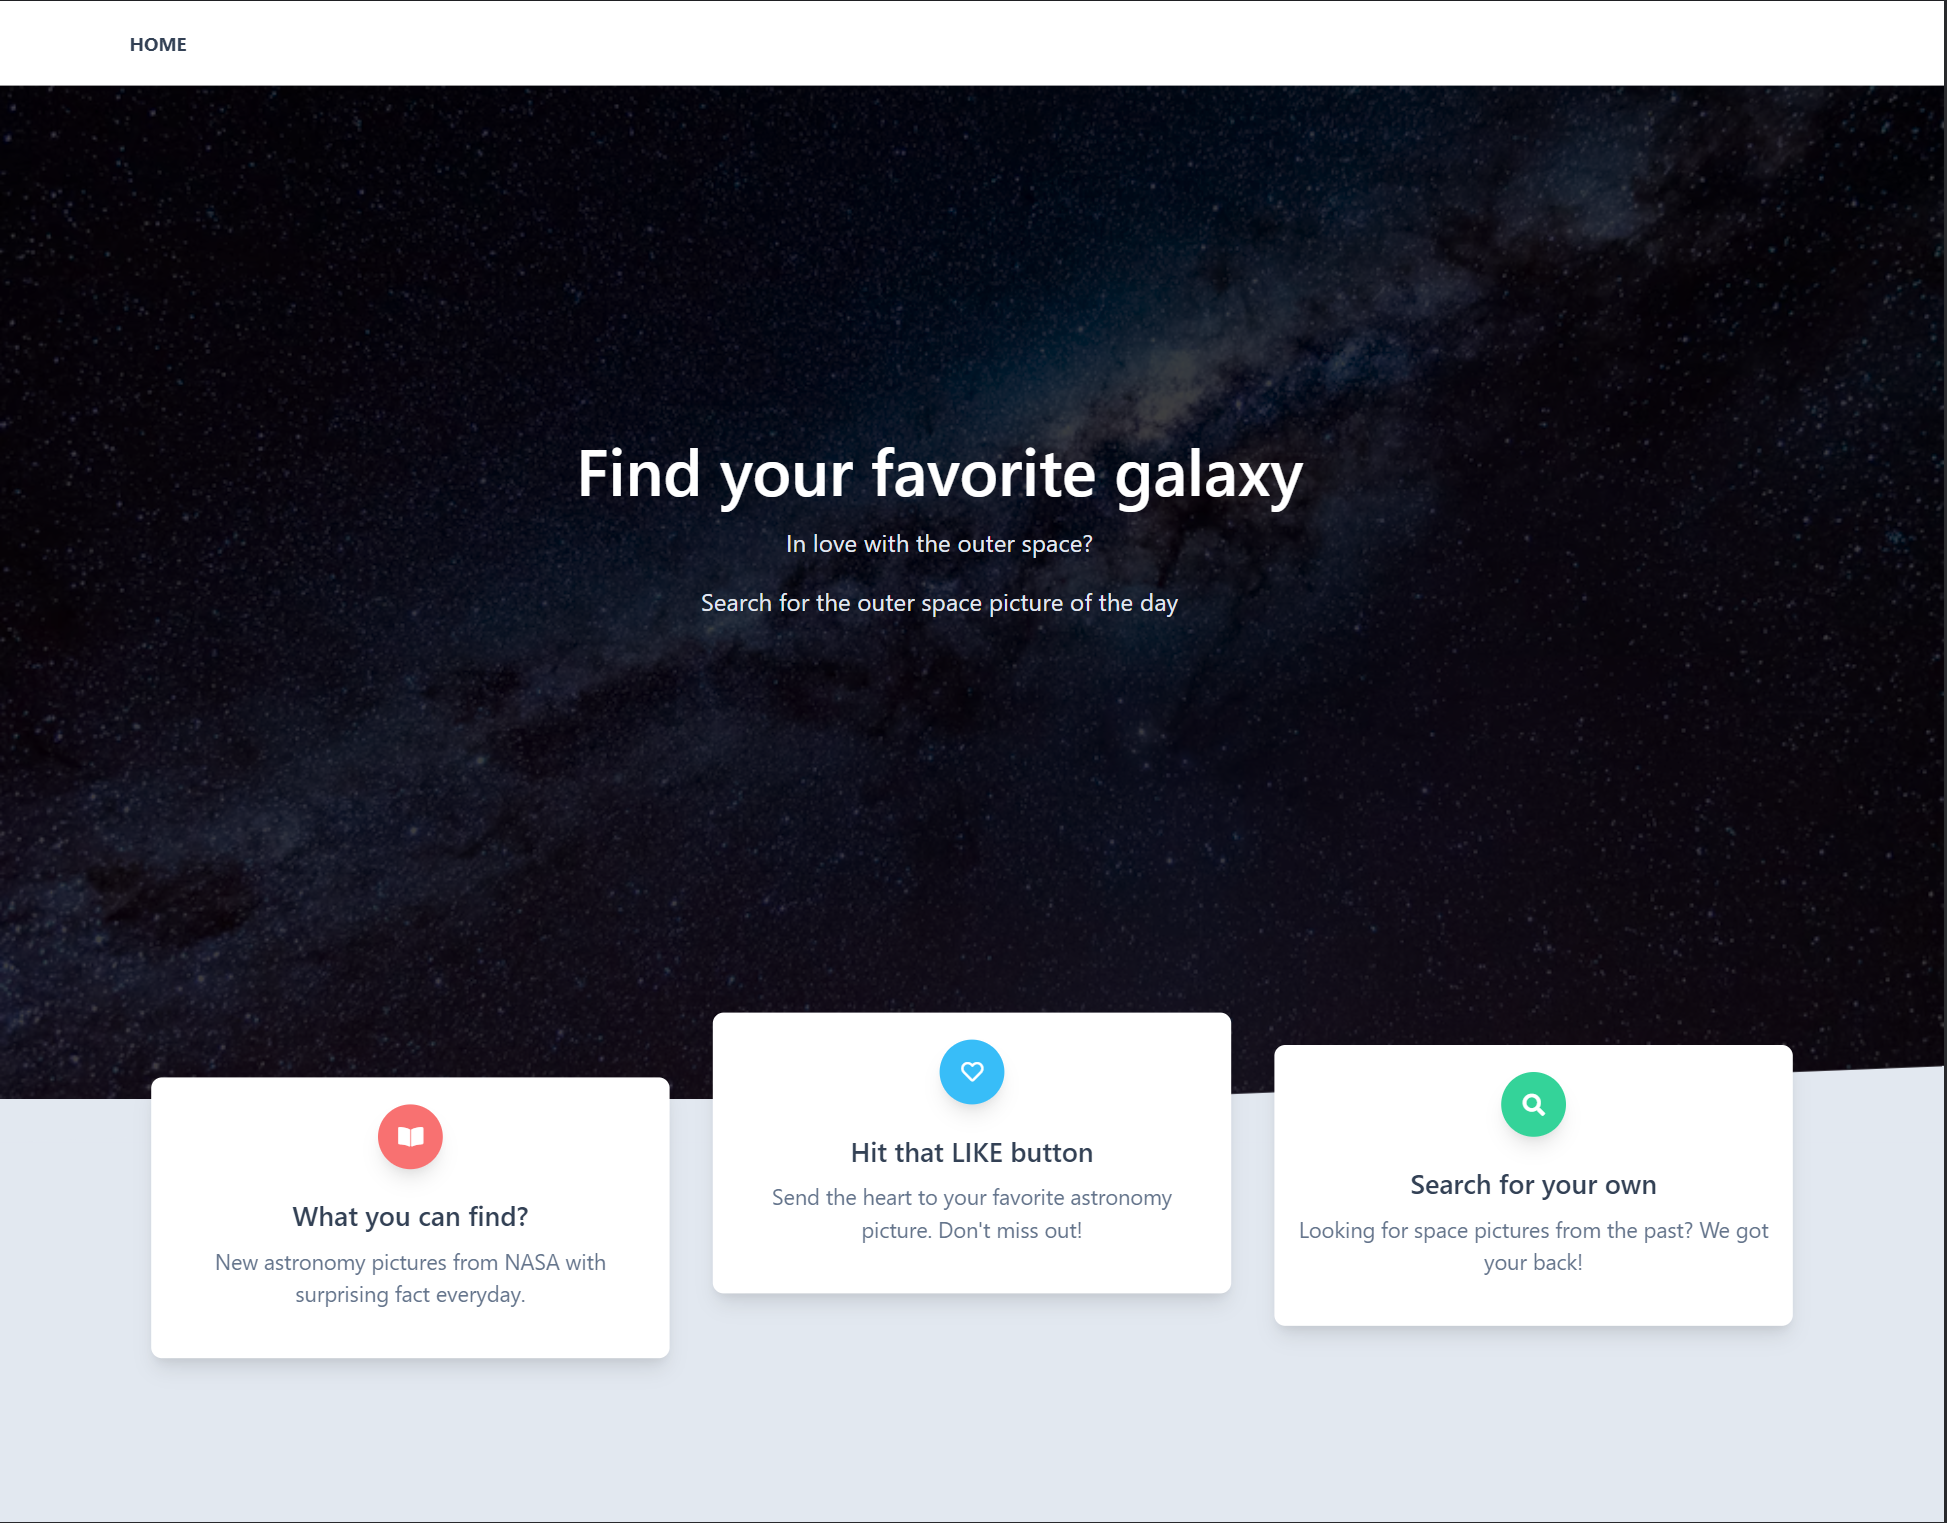 HOME
Find your favorite galaxy
In love with the outer space?
Search for the outer space picture of the day
What you can find?
New astronomy pictures from NASA with
surprising fact everyday.
Hit that LIKE button
Send the heart to your favorite astronomy
picture. Don't miss out!
Search for your own
Looking for space pictures from the past? We got
your back!